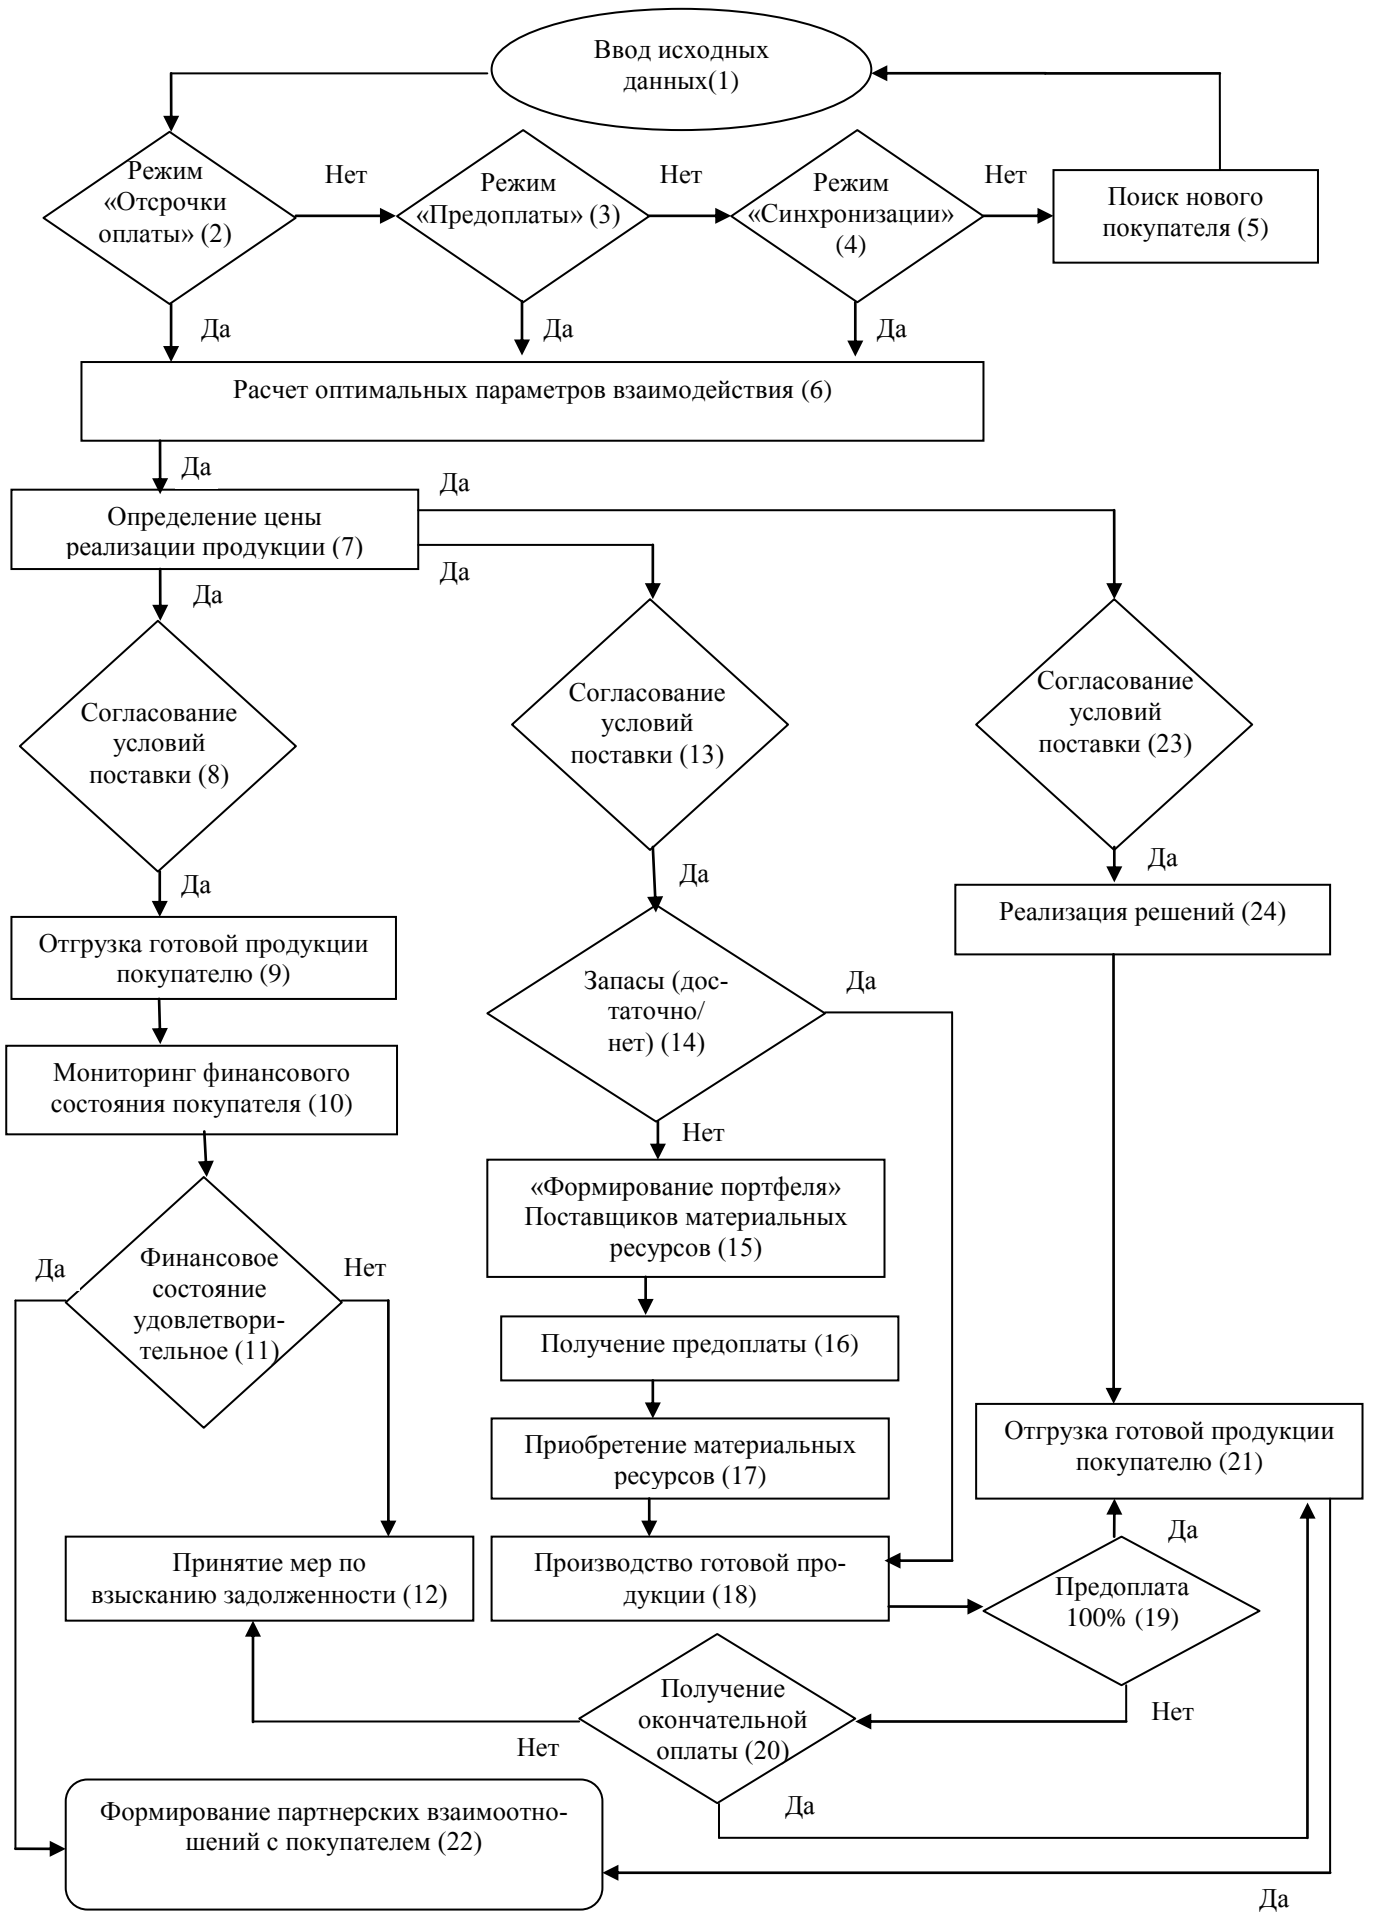 Ввод исходных
данных(1)
Режим
«Отсрочки
оплаты» (2)
Нет
Режим
«Предоплаты» (3)
Нет
Режим
«Синхронизации»
(4)
Нет
Поиск нового
покупателя (5)
Да
Да
Да
Расчет оптимальных параметров взаимодействия (6)
Да
Определение цены
реализации продукции (7)
Да
Да
Да
Согласование
условий
поставки (8)
Согласование
условий
поставки (13)
Согласование
условий
поставки (23)
Да
Да
Да
Отгрузка готовой продукции
покупателю (9)
Реализация решений (24)
Запасы (дос-
таточно/
нет) (14)
Да
Мониторинг финансового
состояния покупателя (10)
Нет
«Формирование портфеля»
Поставщиков материальных
ресурсов (15)
Да
Финансовое
состояние
удовлетвори-
тельное (11)
Нет
Получение предоплаты (16)
Приобретение материальных
ресурсов (17)
Отгрузка готовой продукции
покупателю (21)
Принятие мер по
взысканию задолженности (12)
Производство готовой про-
дукции (18)
Да
Предоплата
100% (19)
Нет
Получение
окончательной
оплаты (20)
Нет
Да
Формирование партнерских взаимоотно-
шений с покупателем (22)
Да